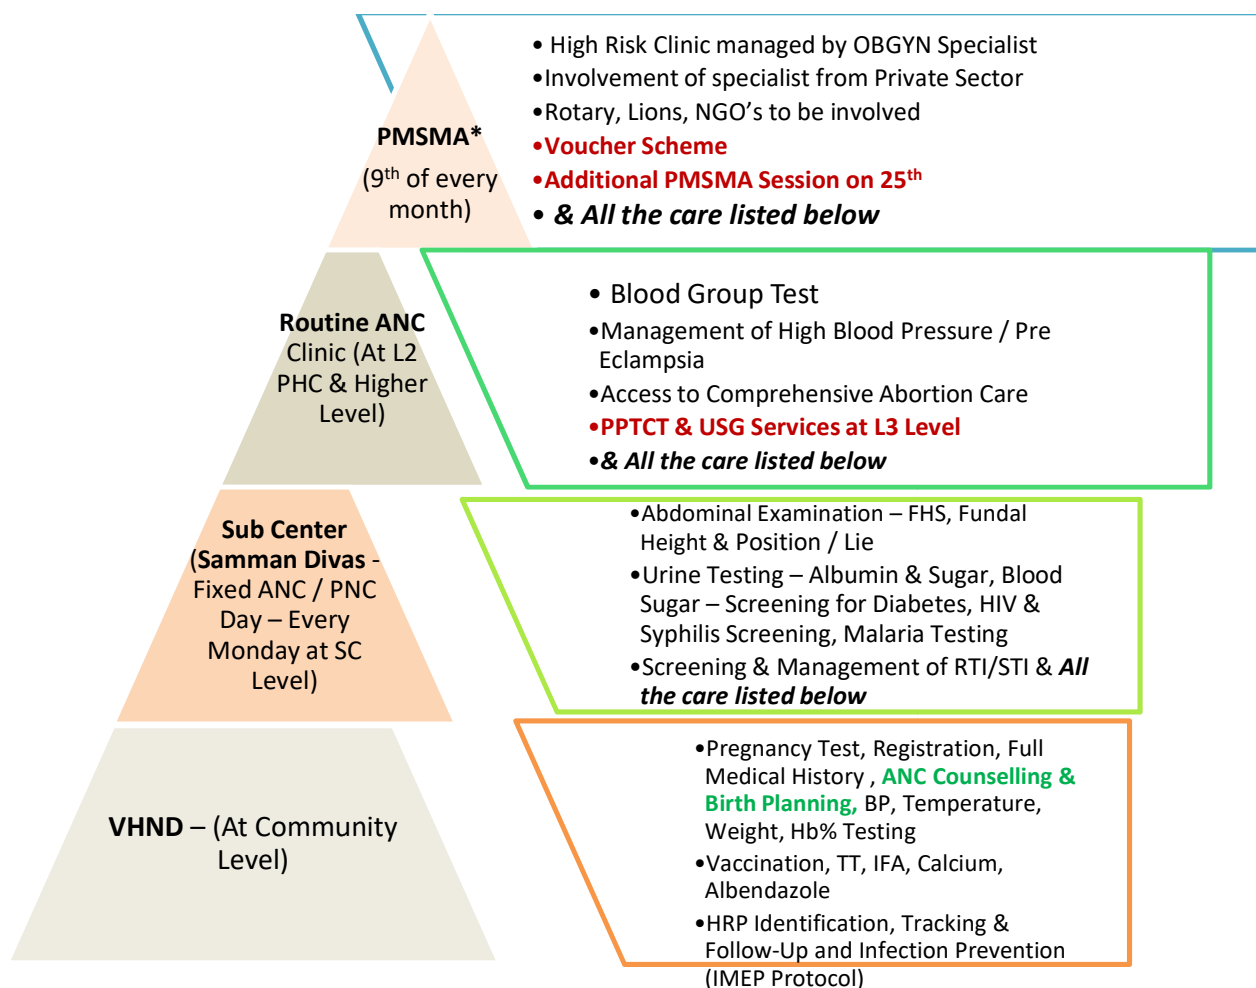 PMSMA*
(9th of every
month)
• High Risk Clinic managed by OBGYN Specialist
•Involvement of specialist from Private Sector
•Rotary, Lions, NGO’s to be involved
•Voucher Scheme
•Additional PMSMA Session on 25th
• & All the care listed below
Routine ANC
Clinic (At L2
PHC & Higher
Level)
• Blood Group Test
•Management of High Blood Pressure / Pre
Eclampsia
•Access to Comprehensive Abortion Care
•PPTCT & USG Services at L3 Level
•& All the care listed below
Sub Center
(Samman Divas -
Fixed ANC / PNC
Day – Every
Monday at SC
Level)
•Abdominal Examination – FHS, Fundal
Height & Position / Lie
•Urine Testing – Albumin & Sugar, Blood
Sugar – Screening for Diabetes, HIV &
Syphilis Screening, Malaria Testing
•Screening & Management of RTI/STI & All
the care listed below
VHND – (At Community
Level)
•Pregnancy Test, Registration, Full
Medical History , ANC Counselling &
Birth Planning, BP, Temperature,
Weight, Hb% Testing
•Vaccination, TT, IFA, Calcium,
Albendazole
•HRP Identification, Tracking &
Follow-Up and Infection Prevention
(IMEP Protocol)